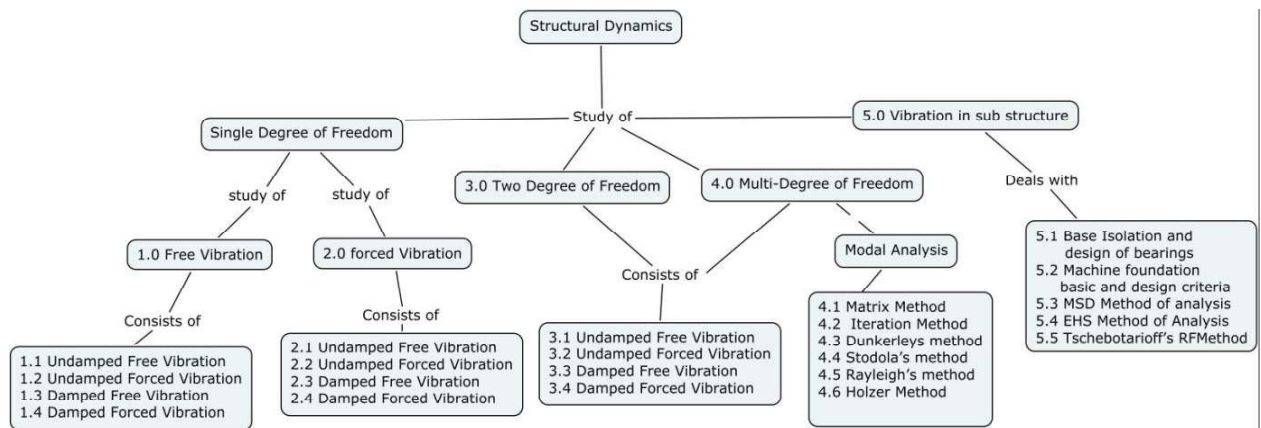 Structural Dynamics
Study of
Single Degree of Freedom
5.0 Vibration in sub structure
study of
study of
3.0 Two Degree of Freedom
4.0 Multi-Degree of Freedom
Deals with
1.0 Free Vibration
2.0 forced Vibration
Consists of
Modal Analysis
5.1 Base Isolation and
design of bearings
5.2 Machine foundation
basic and design criteria
5.3 MSD Method of analysis
5.4 EHS Method of Analysis
5.5 Tschebotarioff's RFMethod
Consists of
Consists of
1.1 Undamped Free Vibration
1.2 Undamped Forced Vibration
1.3 Damped Free Vibration
1.4 Damped Forced Vibration
2.1 Undamped Free Vibration
2.2 Undamped Forced Vibration
2.3 Damped Free Vibration
2.4 Damped Forced Vibration
3.1 Undamped Free Vibration
3.2 Undamped Forced Vibration
3.3 Damped Free Vibration
3.4 Damped Forced Vibration
4.1 Matrix Method
4.2 Iteration Method
4.3 Dunkerleys method
4.4 Stodola's method
4.5 Rayleigh's method
4.6 Holzer Method